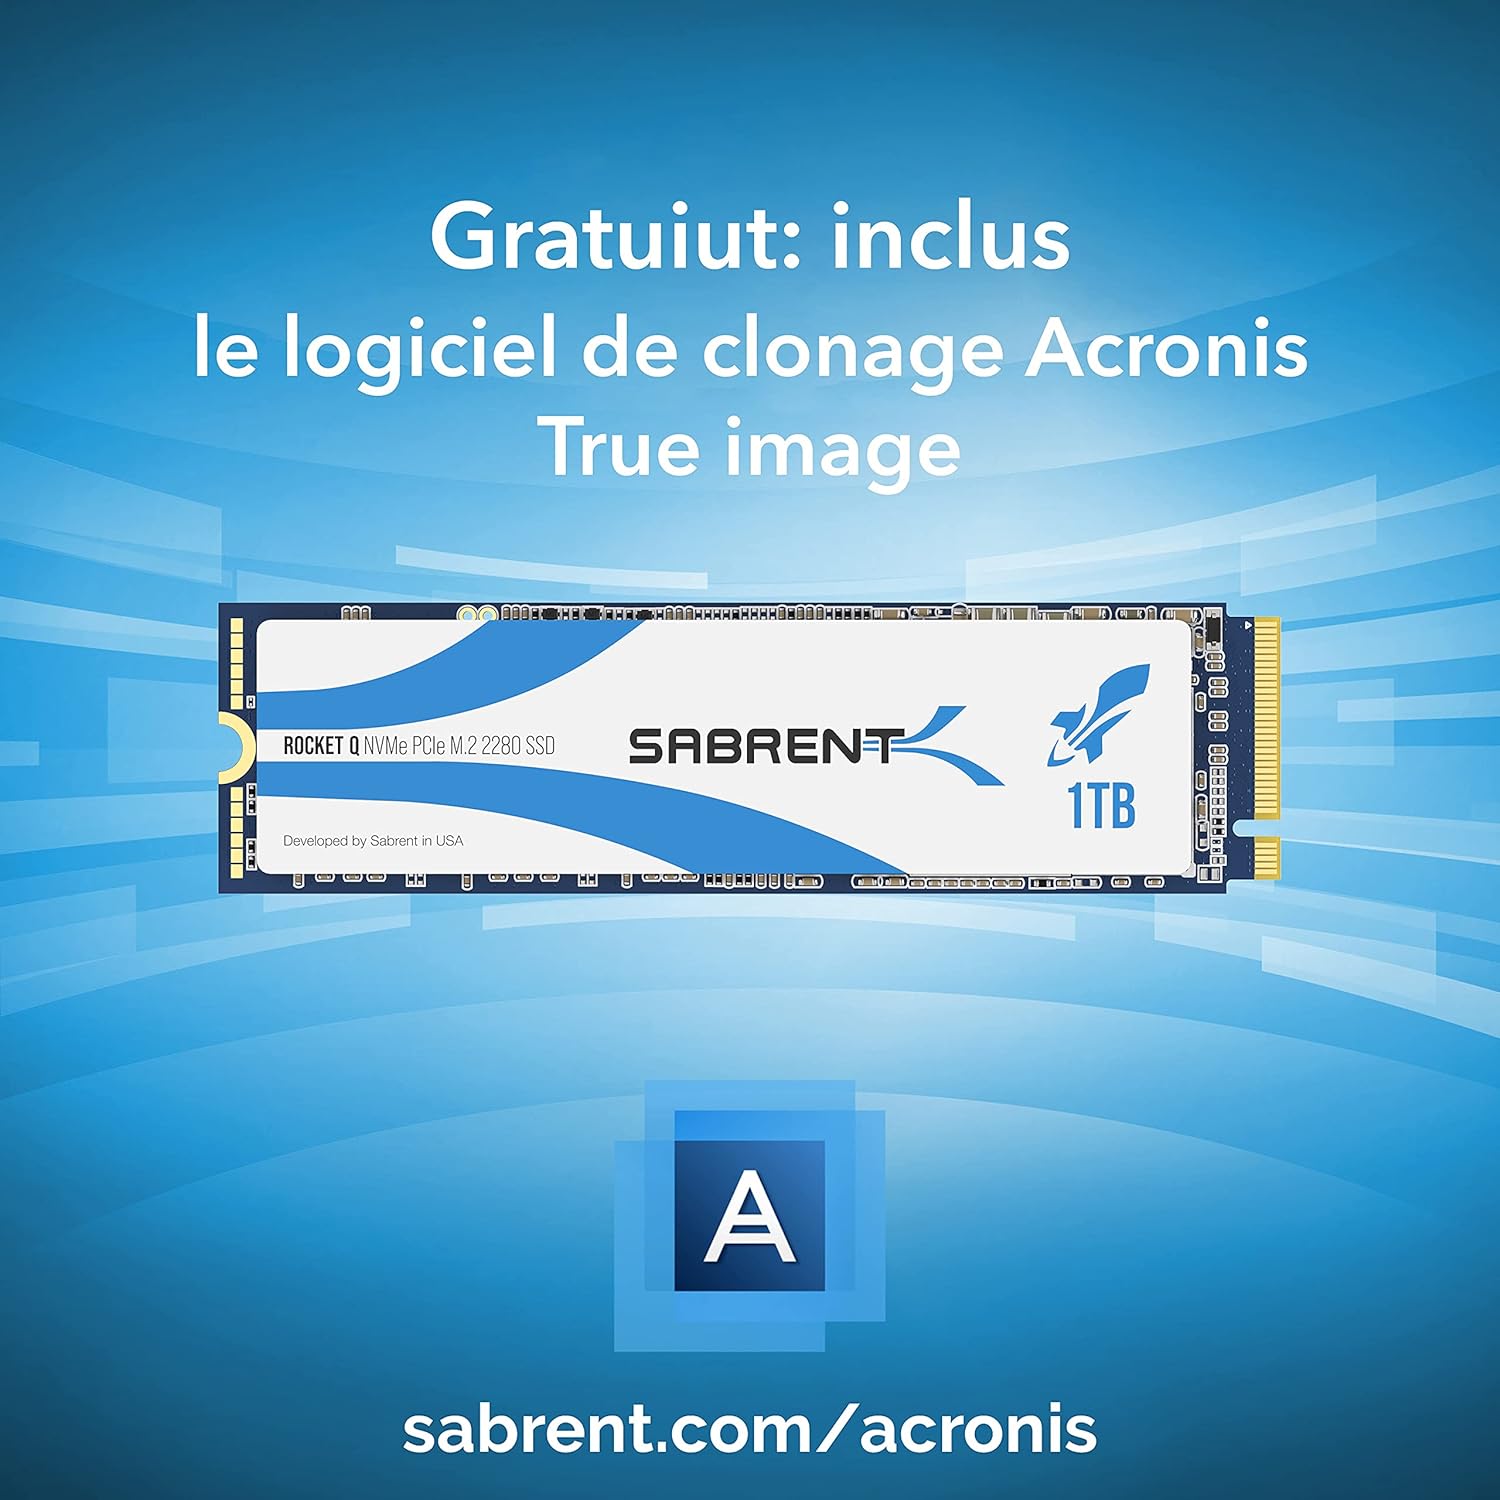 Gratuiut: inclus
le logiciel de clonage Acronis
True image
ROCKET Q NVMe PCIe M.2 2280 SSD
SABRENT
1TB
Developed by Sabrent in USA
A
sabrent.com/acronis